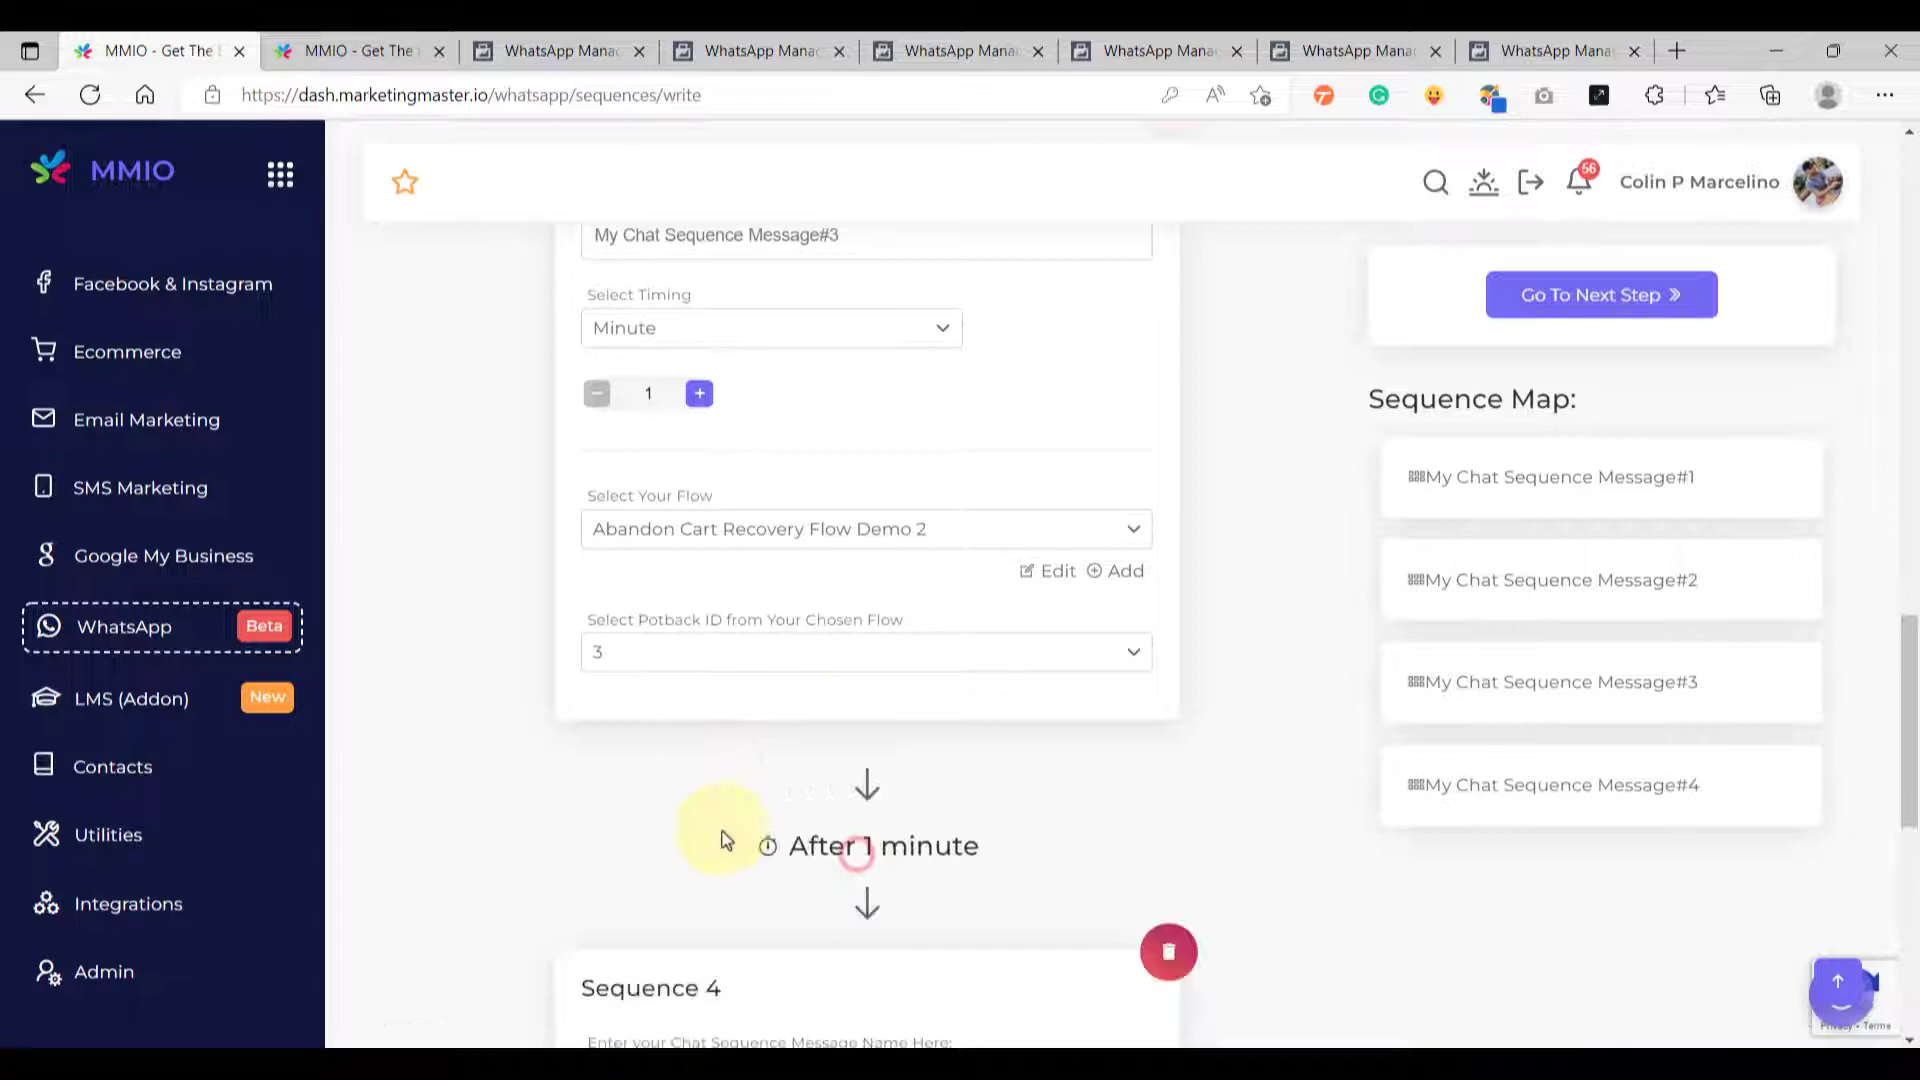 MMIO - Get The
MMIO - Get The
WhatsApp Mana
WhatsApp Mana
WhatsApp Mana
WhatsApp Mana
WhatsApp Mana
WhatsApp Mana
https://dash.marketingmaster.io/whatsapp/sequences/write
MMIO
56
Colin P Marcelino
Facebook & Instagram
Ecommerce
Email Marketing
SMS Marketing
Google My Business
WhatsApp Beta
LMS (Addon) New
Contacts
Utilities
Integrations
Admin
My Chat Sequence Message#3
Select Timing
Minute
1
Select Your Flow
Abandon Cart Recovery Flow Demo 2
Edit Add
Select Potback ID from Your Chosen Flow
3
After 1 minute
Sequence 4
Enter your Chat Sequence Message Name Here:
Go To Next Step
Sequence Map:
My Chat Sequence Message#1
My Chat Sequence Message#2
My Chat Sequence Message#3
My Chat Sequence Message#4
Privacy - Terms